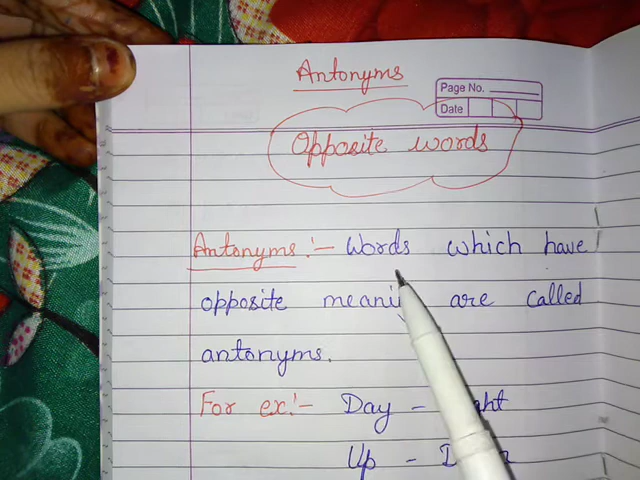 Antonyms
Page No.
Date
Opposite words
Antonyms :- Words which have
opposite are called
antonyms.
For ex:- Day -
Up -